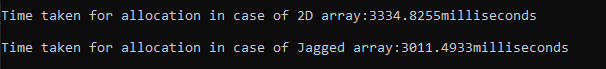 Time taken for allocation in case of 2D array:3334.8255milliseconds
Time taken for allocation in case of Jagged array:3011.4933milliseconds